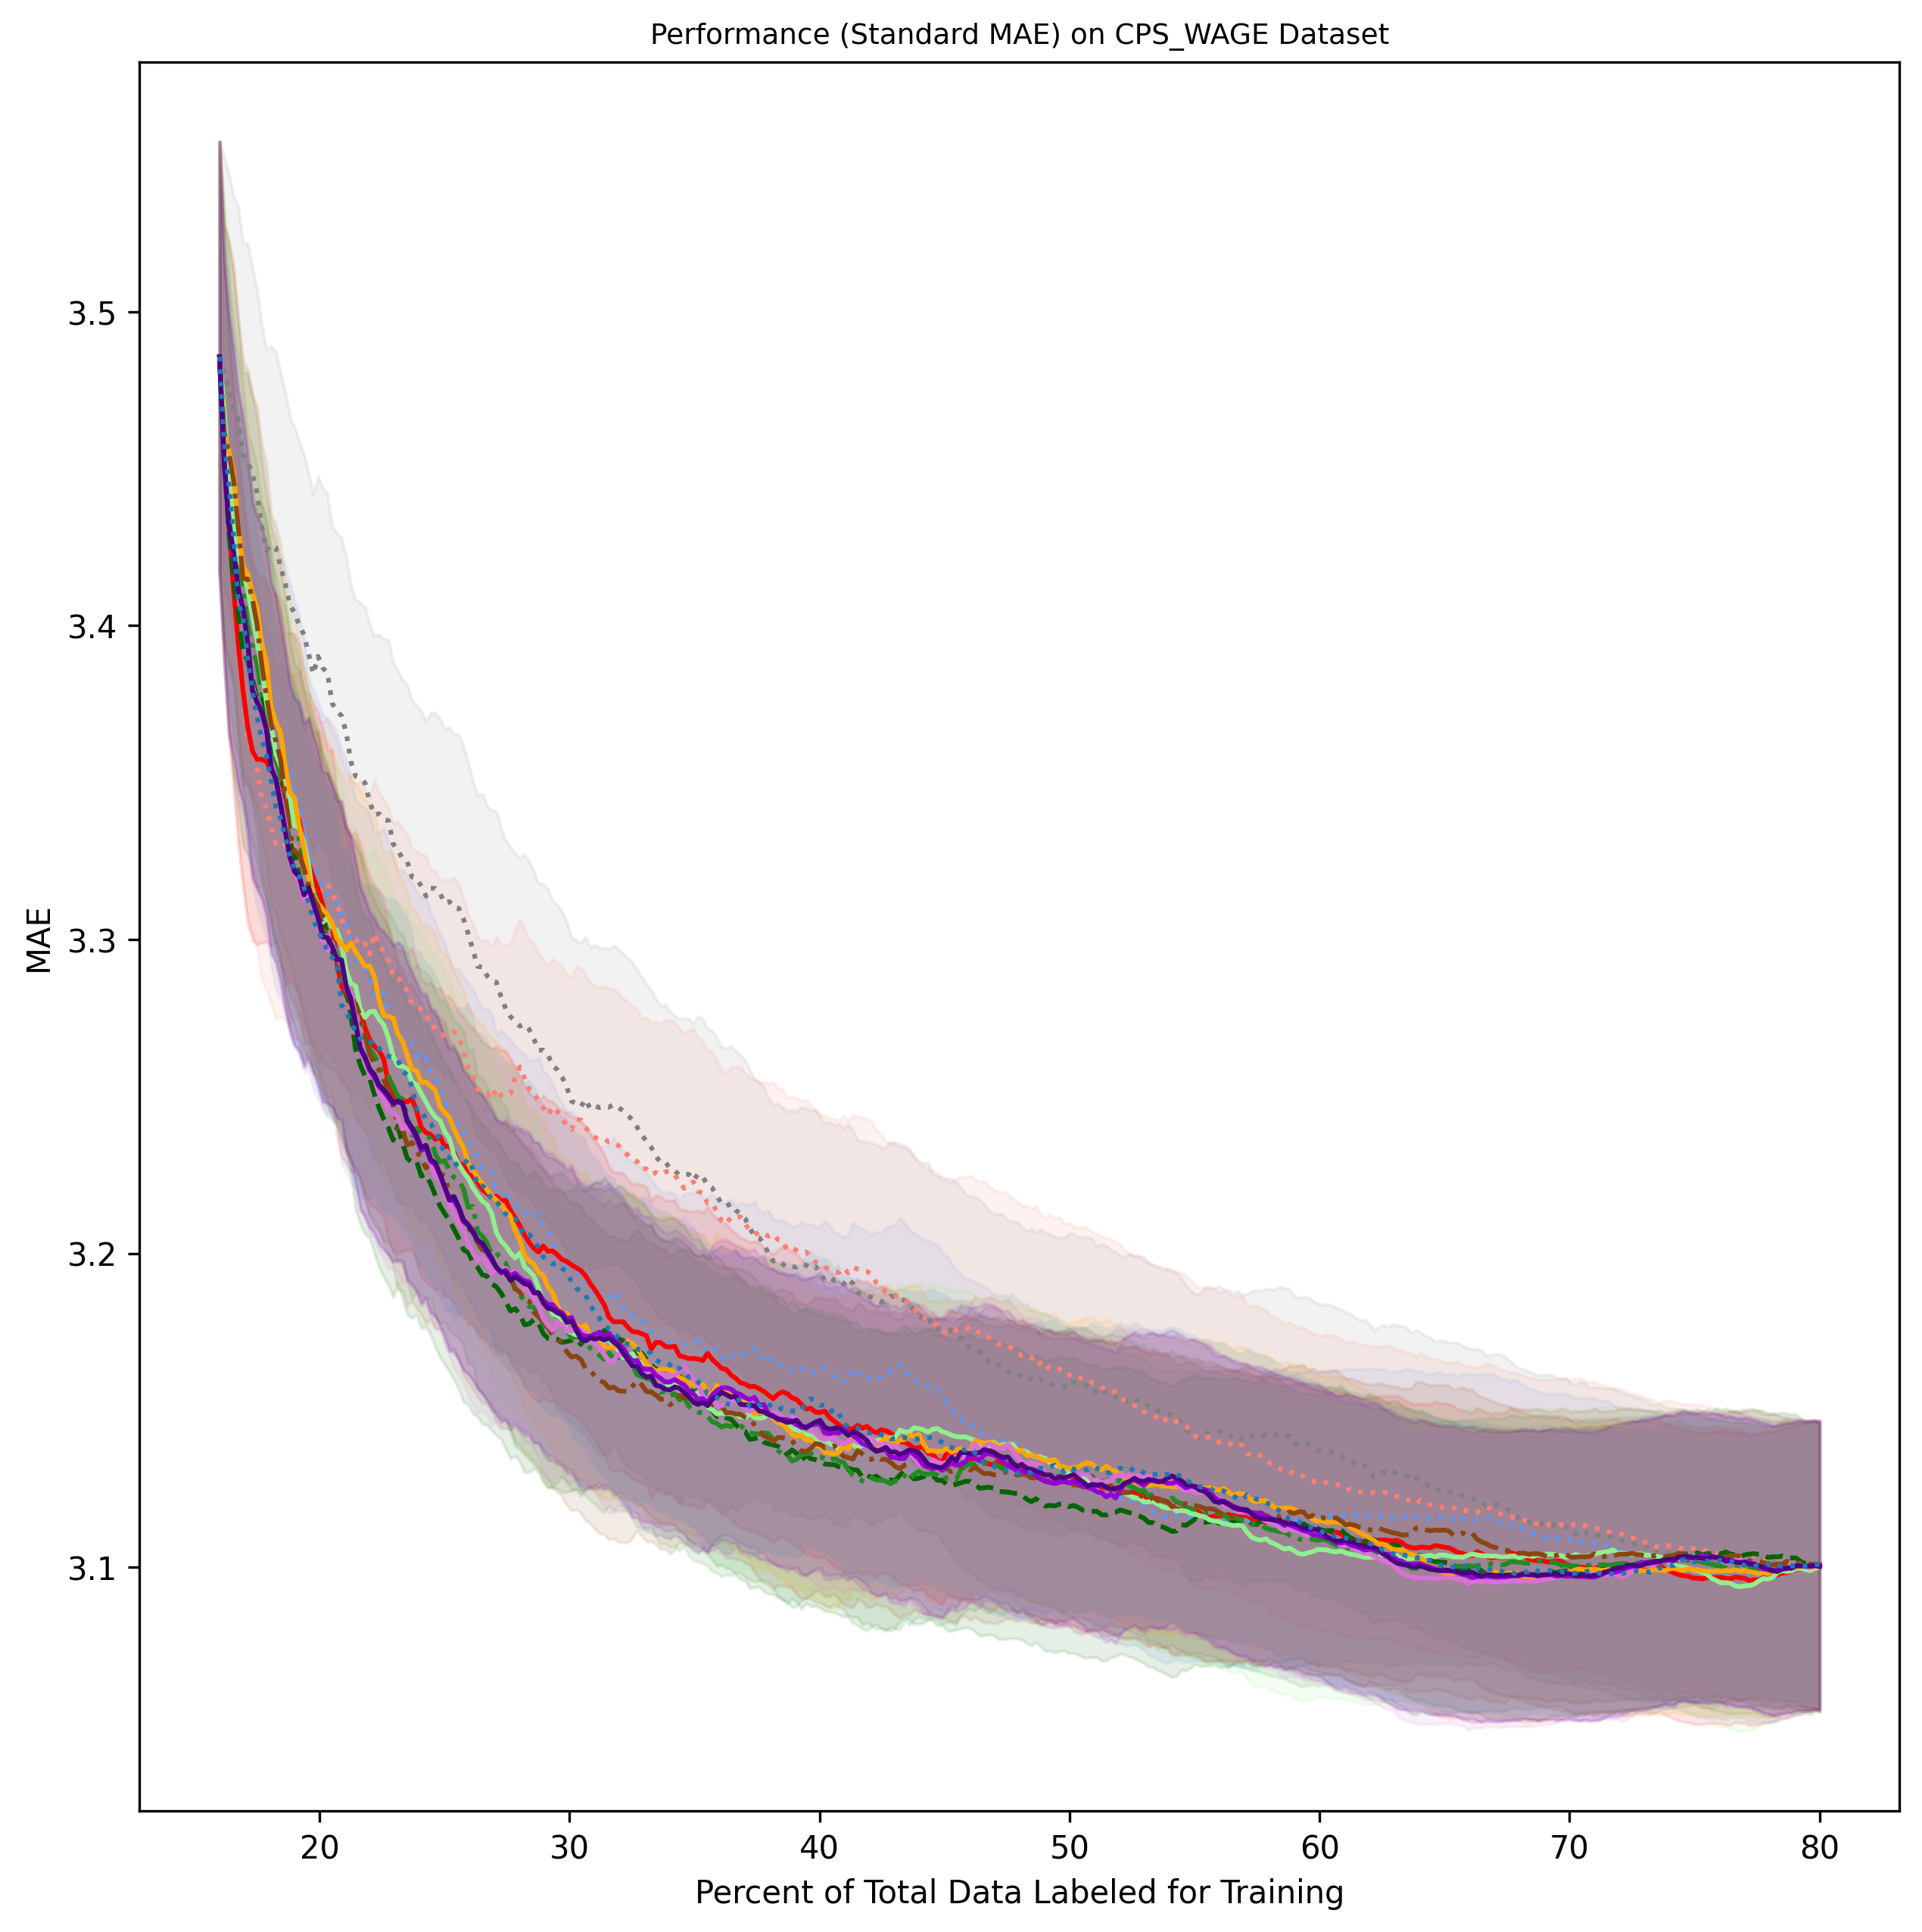 Performance (Standard MAE) on CPS_WAGE Dataset
3.5
3.4
3.3
3.2
3.1
MAE
20 30 40 50 60 70 80
Percent of Total Data Labeled for Training